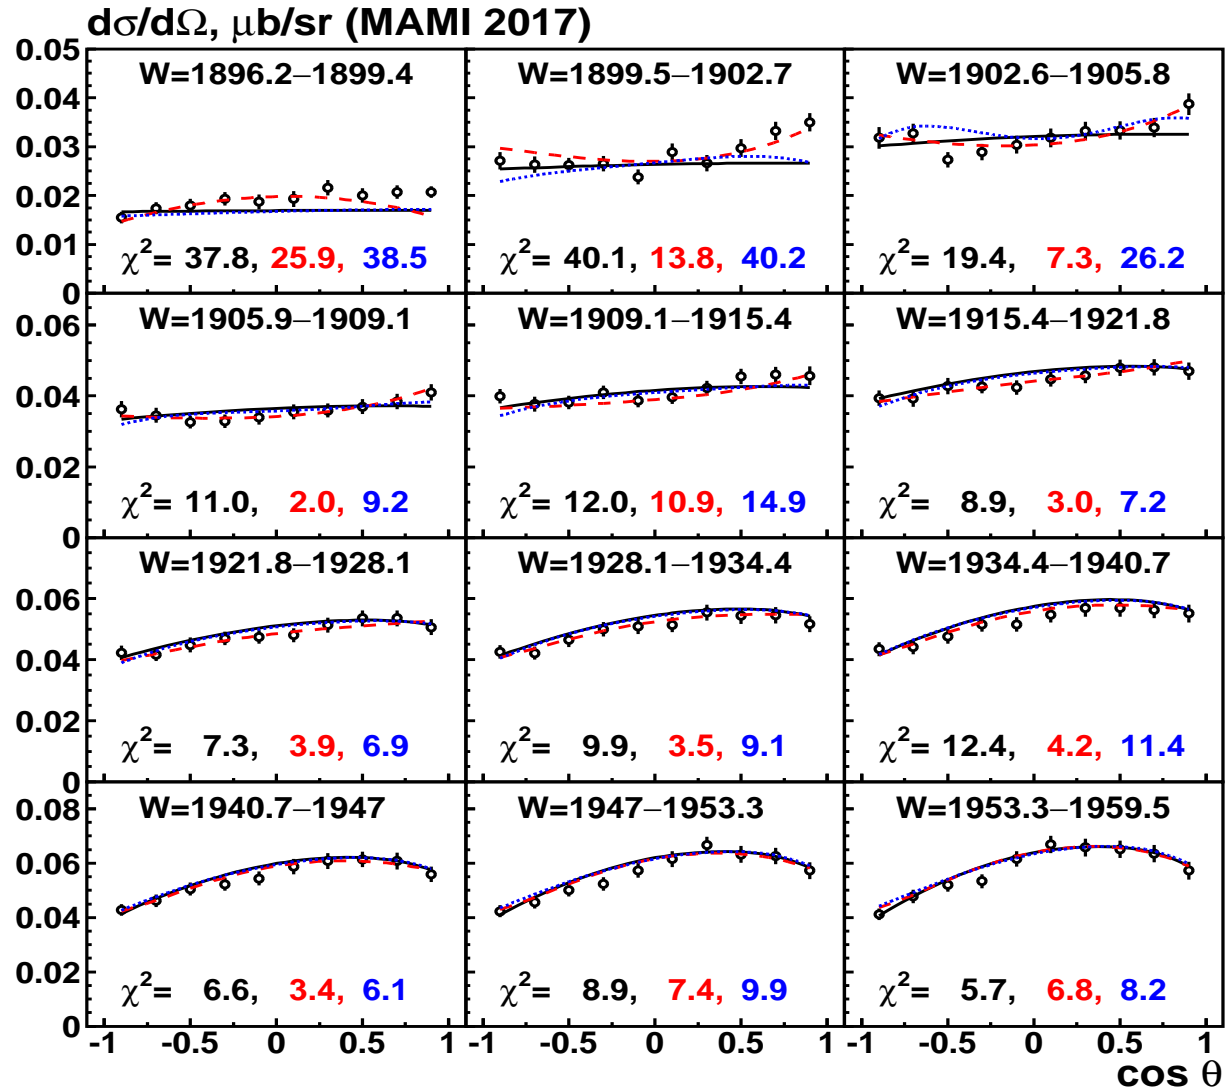 dσ/dΩ, μb/sr (MAMI 2017)
0.05
0.04
0.03
0.02
0.01
0
W=1896.2–1899.4
χ²= 37.8, 25.9, 38.5
W=1899.5–1902.7
χ²= 40.1, 13.8, 40.2
W=1902.6–1905.8
χ²= 19.4, 7.3, 26.2
0.06
0.04
0.02
0
W=1905.9–1909.1
χ²= 11.0, 2.0, 9.2
W=1909.1–1915.4
χ²= 12.0, 10.9, 14.9
W=1915.4–1921.8
χ²= 8.9, 3.0, 7.2
0.06
0.04
0.02
0
W=1921.8–1928.1
χ²= 7.3, 3.9, 6.9
W=1928.1–1934.4
χ²= 9.9, 3.5, 9.1
W=1934.4–1940.7
χ²= 12.4, 4.2, 11.4
0.08
0.06
0.04
0.02
0
W=1940.7–1947
χ²= 6.6, 3.4, 6.1
W=1947–1953.3
χ²= 8.9, 7.4, 9.9
W=1953.3–1959.5
χ²= 5.7, 6.8, 8.2
-1 -0.5 0 0.5 1
-0.5 0 0.5 1
-0.5 0 0.5 1
cos θ